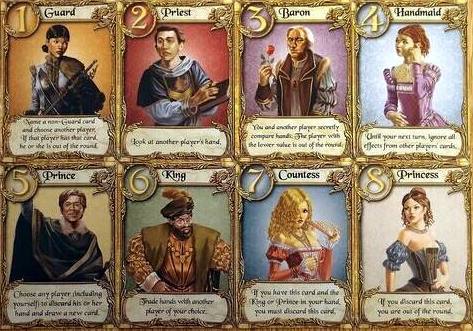 1 Guard
Name a non-Guard card
and choose another player.
If that player has that card,
he or she is out of the round.
2 Priest
Look at another player's hand.
3 Baron
You and another player secretly
compare hands. The player with
the lower value is out of the round.
4 Handmaid
Until your next turn, ignore all
effects from other players' cards.
5 Prince
Choose any player (including
yourself) to discard his or her
hand and draw a new card.
6 King
Trade hands with another
player of your choice.
7 Countess
If you have this card and the
King or Prince in your hand,
you must discard this card.
8 Princess
If you discard this card,
you are out of the round.